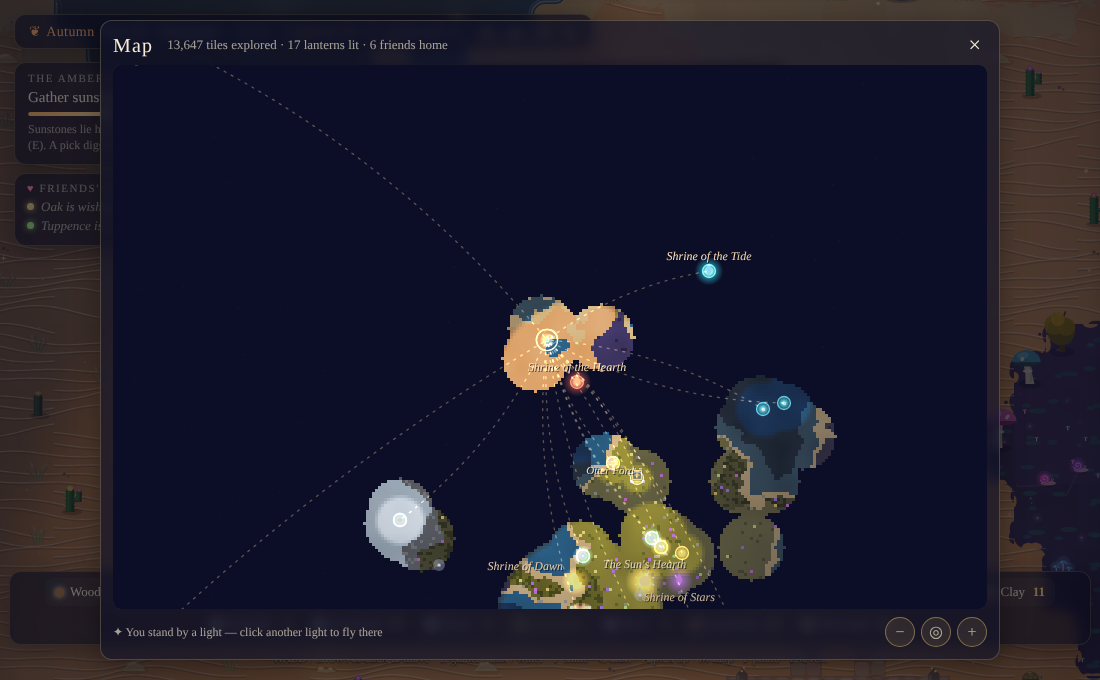 ❦ Autumn
Map
13,647 tiles explored · 17 lanterns lit · 6 friends home
×
THE AMBER
Gather suns
Sunstones lie h
(E). A pick digs
♥ FRIENDS'
Oak is wish
Tuppence is
Shrine of the Tide
Shrine of the Hearth
Otter Ford
Shrine of Dawn
The Sun's Hearth
Shrine of Stars
Wood
Clay 11
✦ You stand by a light — click another light to fly there
− ◎ +